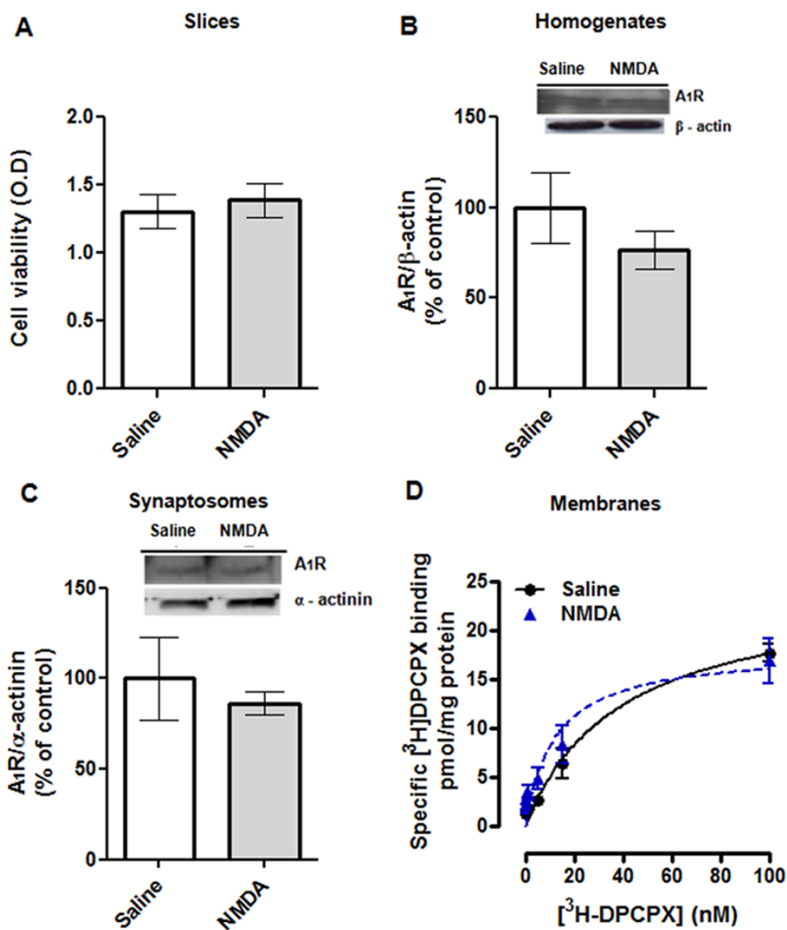 A
Slices
Cell viability (O.D)
2.0
1.5
1.0
0.5
0.0
Saline
NMDA
B
Homogenates
Saline NMDA
A1R
β - actin
A1R/β-actin
(% of control)
150
100
50
0
Saline
NMDA
C
Synaptosomes
Saline NMDA
A1R
α - actinin
A1R/α-actinin
(% of control)
150
100
50
0
Saline
NMDA
D
Membranes
Saline
NMDA
Specific [³H]DPCPX binding
pmol/mg protein
25
20
15
10
5
0
0 20 40 60 80 100
[³H-DPCPX] (nM)